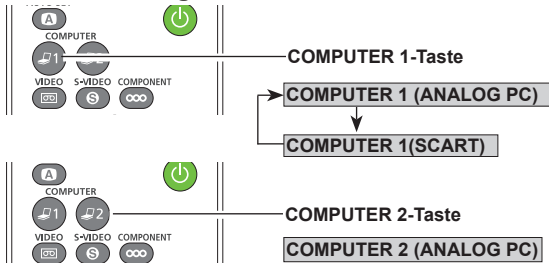 A
COMPUTER
1 2
VIDEO S-VIDEO COMPONENT
S
COMPUTER 1-Taste
COMPUTER 1 (ANALOG PC)
COMPUTER 1(SCART)
A
COMPUTER
1 2
VIDEO S-VIDEO COMPONENT
S
COMPUTER 2-Taste
COMPUTER 2 (ANALOG PC)